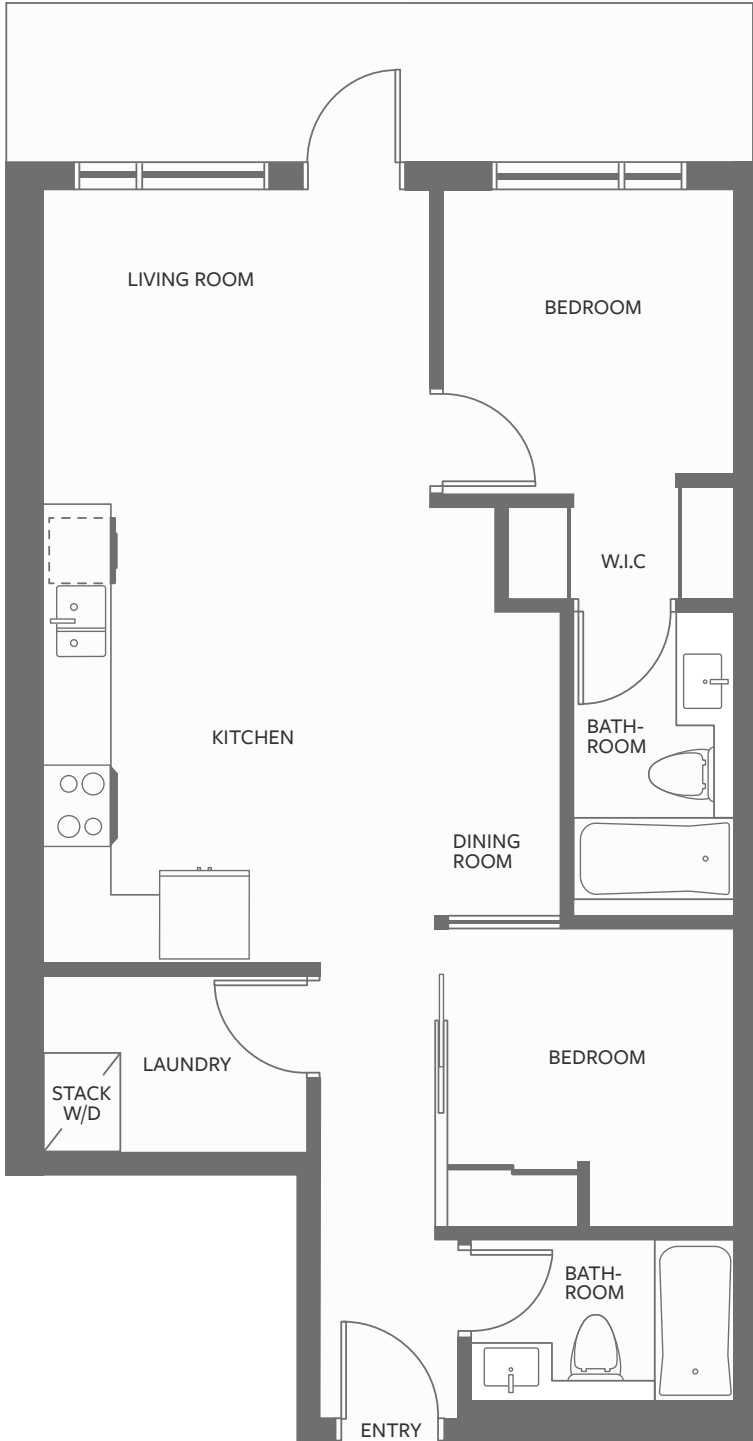 LIVING ROOM
BEDROOM
W.I.C
KITCHEN
BATH-
ROOM
DINING
ROOM
LAUNDRY
BEDROOM
STACK
W/D
BATH-
ROOM
ENTRY